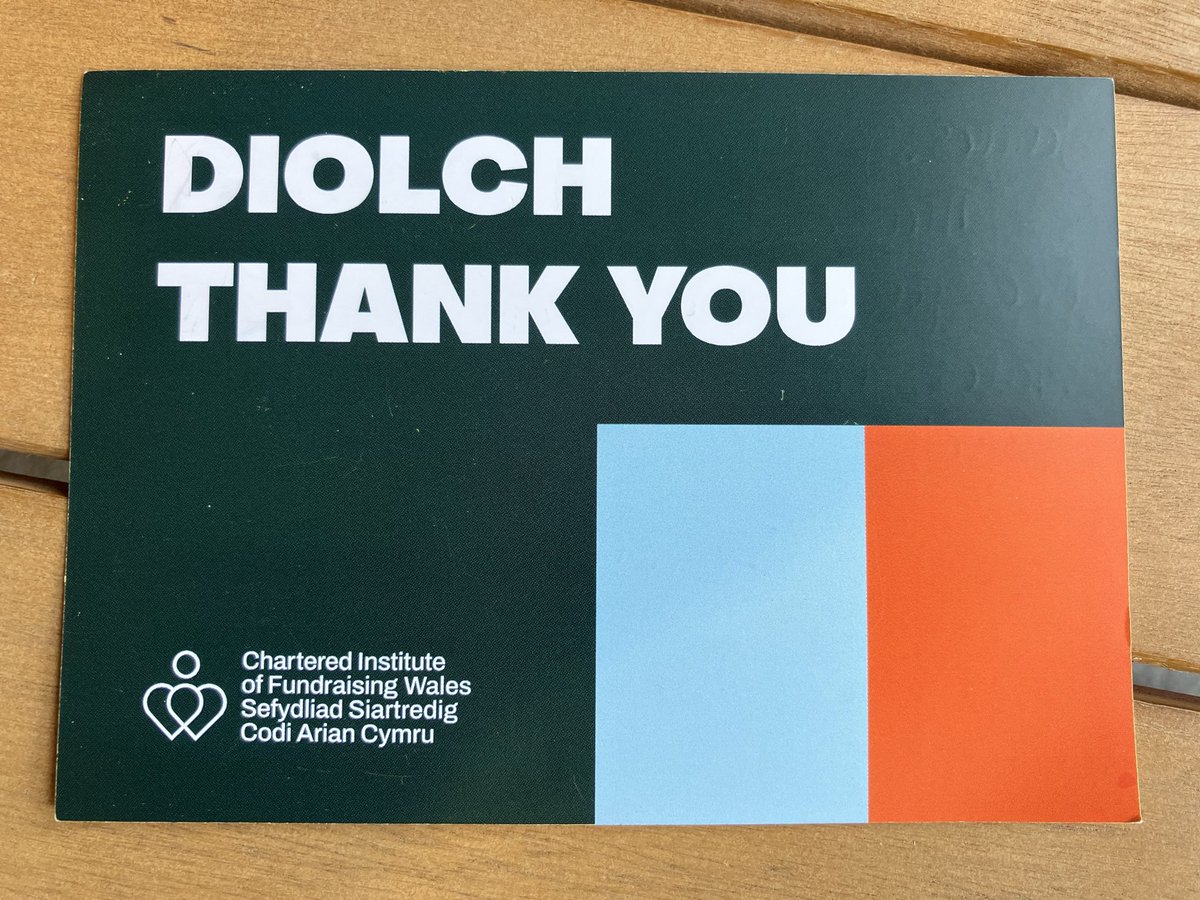 DIOLCH
THANK YOU
Chartered Institute
of Fundraising Wales
Sefydliad Siartredig
Codi Arian Cymru